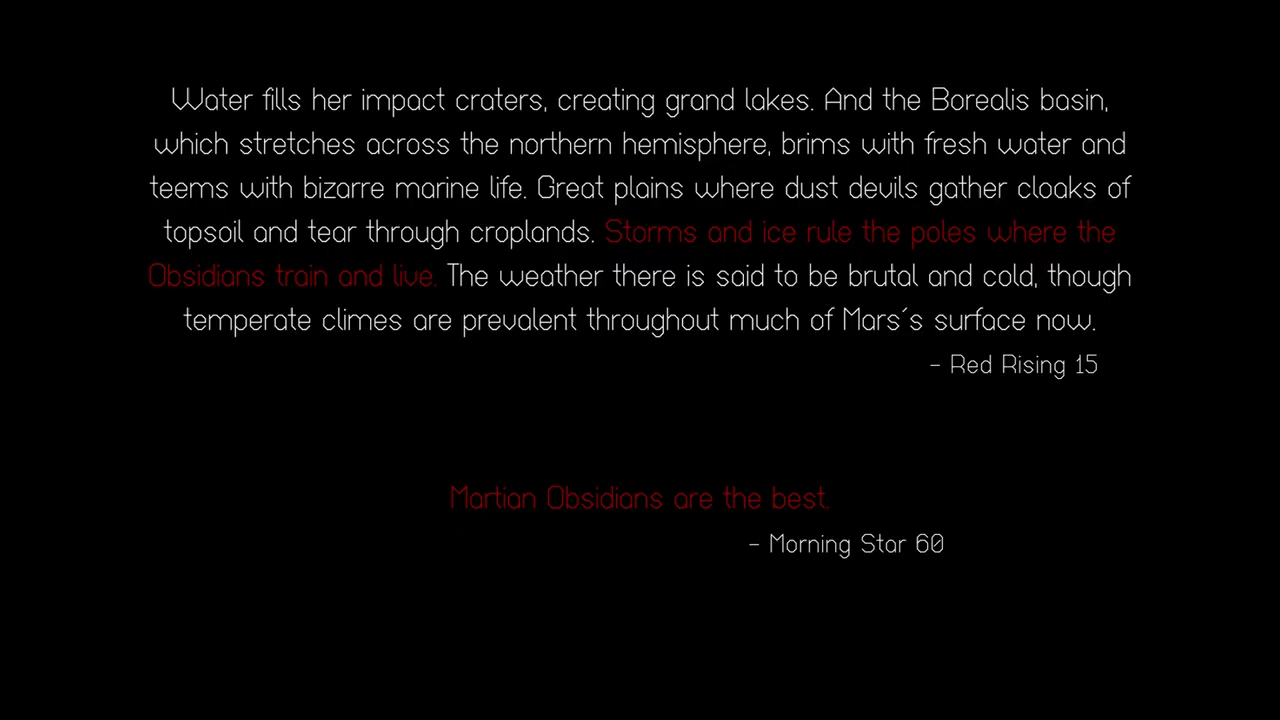 Water fills her impact craters, creating grand lakes. And the Borealis basin,
which stretches across the northern hemisphere, brims with fresh water and
teems with bizarre marine life. Great plains where dust devils gather cloaks of
topsoil and tear through croplands. Storms and ice rule the poles where the
Obsidians train and live. The weather there is said to be brutal and cold, though
temperate climes are prevalent throughout much of Mars´s surface now.
- Red Rising 15
Martian Obsidians are the best.
- Morning Star 60